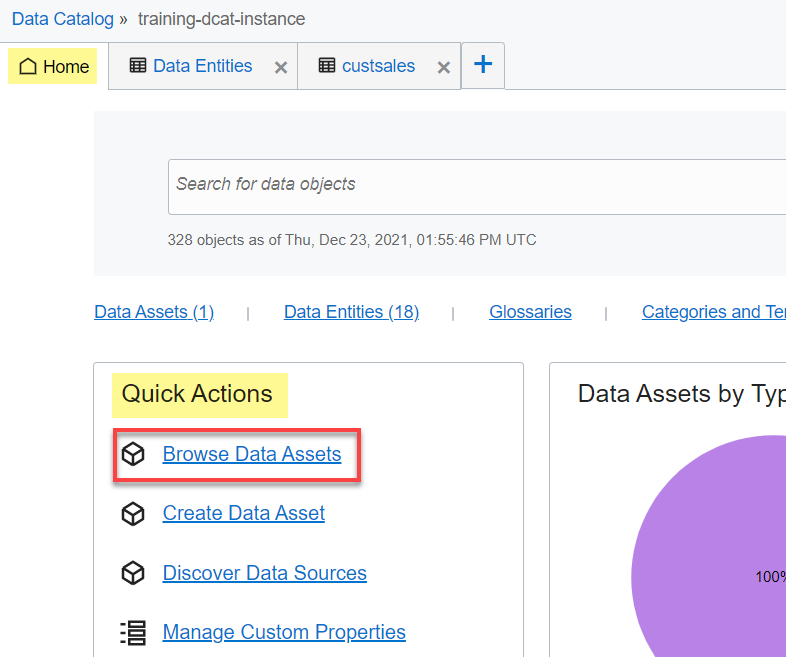 Data Catalog » training-dcat-instance
Home Data Entities × custsales × +
Search for data objects
328 objects as of Thu, Dec 23, 2021, 01:55:46 PM UTC
Data Assets (1) | Data Entities (18) | Glossaries | Categories and Te
Quick Actions
Data Assets by Typ
Browse Data Assets
Create Data Asset
100%
Discover Data Sources
Manage Custom Properties